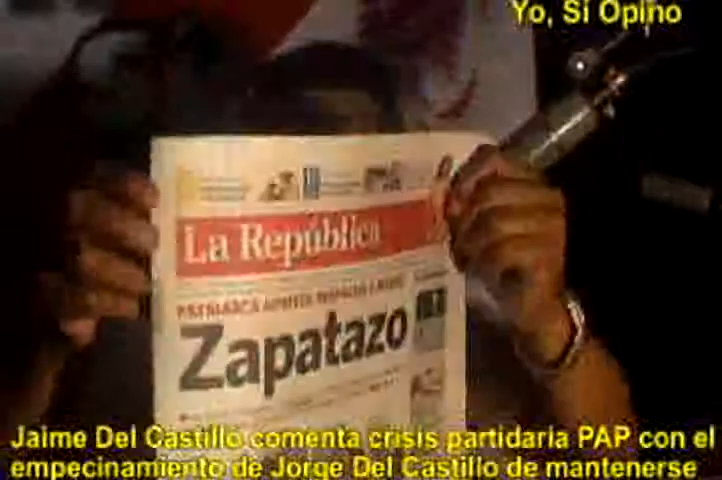 Yo, Si Opino
La República
Zapatazo
Jaime Del Castillo comenta crisis partidaria PAP con el
empecinamiento de Jorge Del Castillo de mantenerse